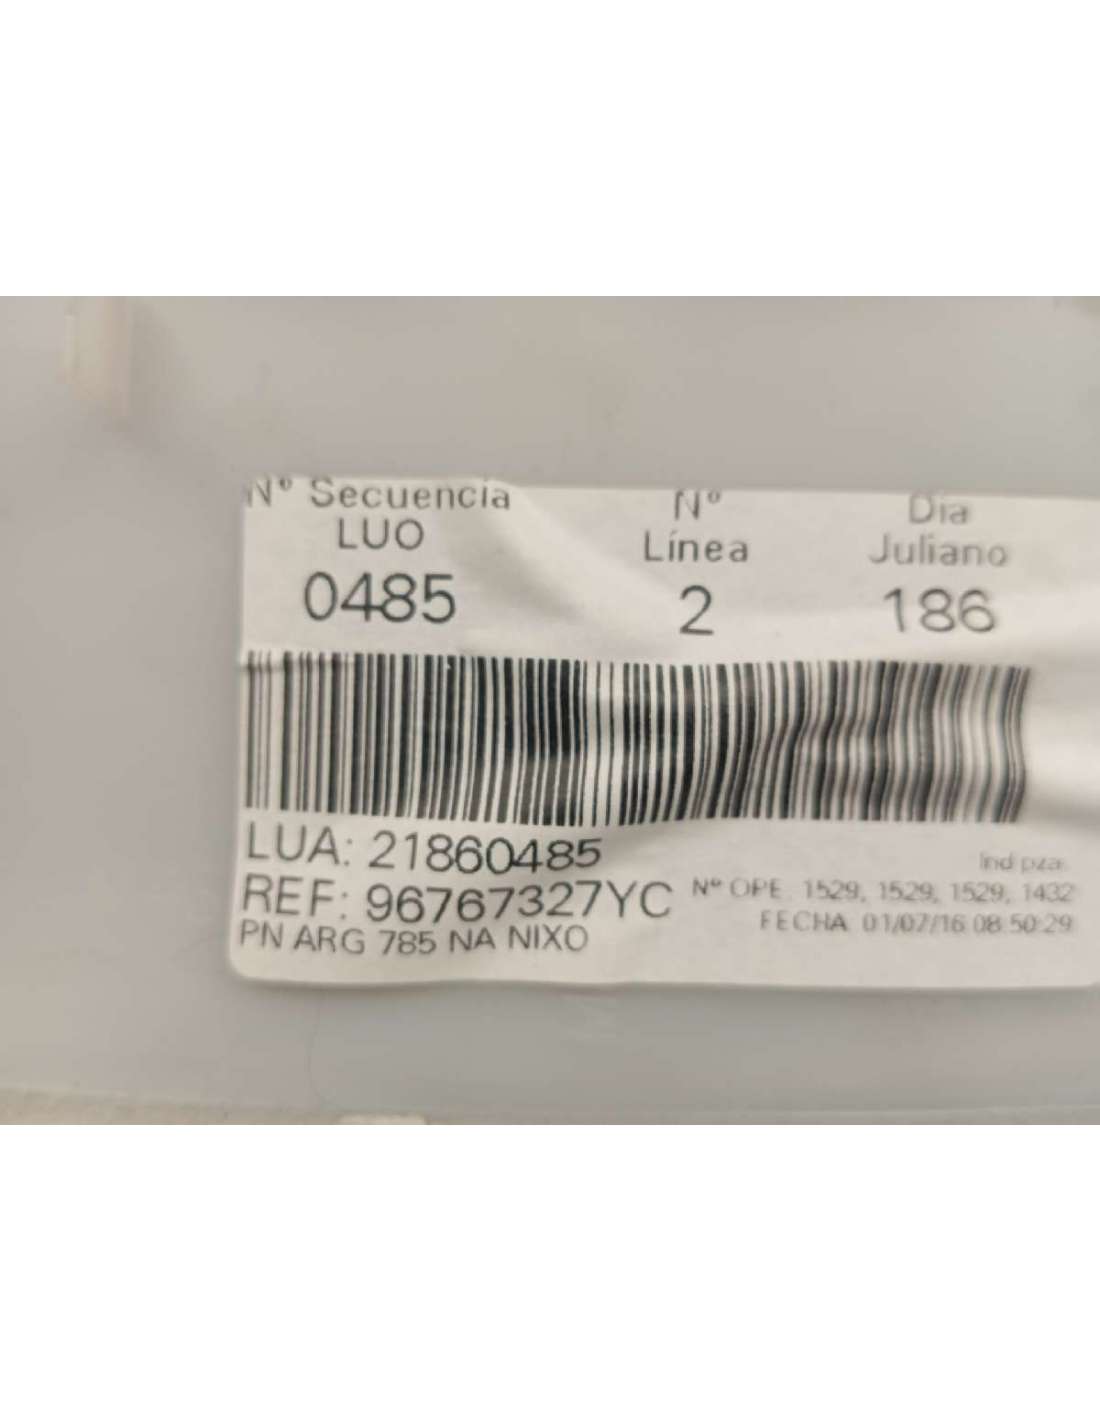 Nº Secuencia
LUO
0485
Nº
Línea
2
Día
Juliano
186
LUA: 21860485
REF: 96767327YC
PN ARG 785 NA NIXO
Ind pza:
Nº OPE. 1529, 1529, 1529, 1432
FECHA 01/07/16 08:50:29